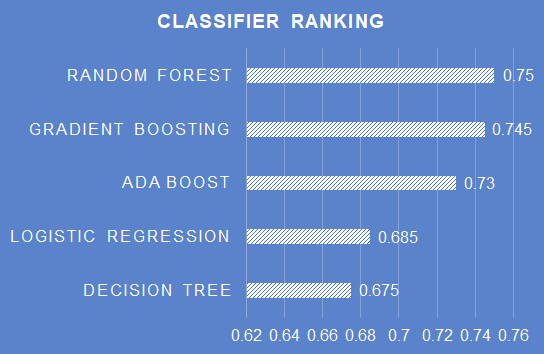 CLASSIFIER RANKING
RANDOM FOREST 0.75
GRADIENT BOOSTING 0.745
ADA BOOST 0.73
LOGISTIC REGRESSION 0.685
DECISION TREE 0.675
0.62 0.64 0.66 0.68 0.7 0.72 0.74 0.76